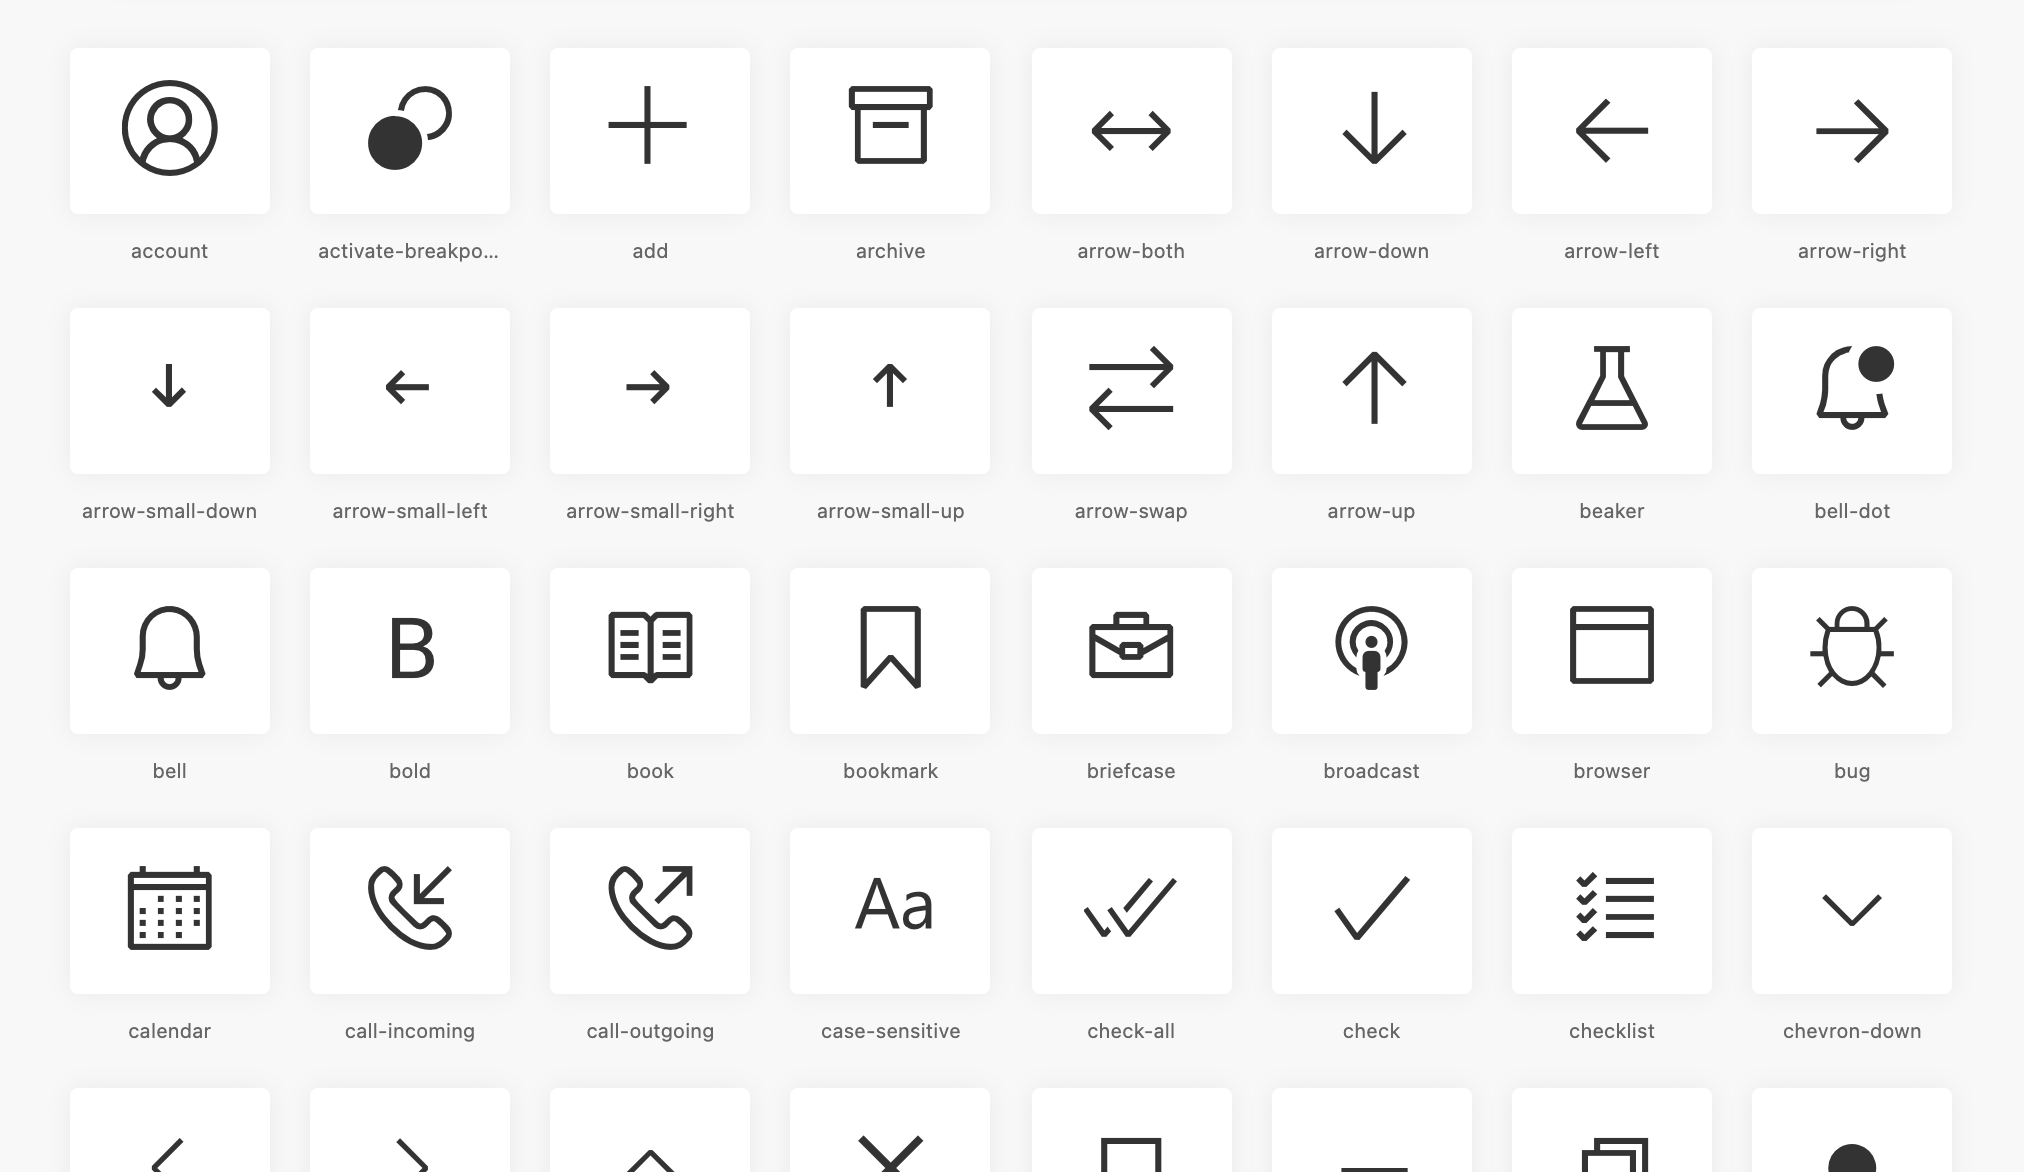 account
activate-breakpo...
add
archive
arrow-both
arrow-down
arrow-left
arrow-right
arrow-small-down
arrow-small-left
arrow-small-right
arrow-small-up
arrow-swap
arrow-up
beaker
bell-dot
B
bell
bold
book
bookmark
briefcase
broadcast
browser
bug
Aa
calendar
call-incoming
call-outgoing
case-sensitive
check-all
check
checklist
chevron-down